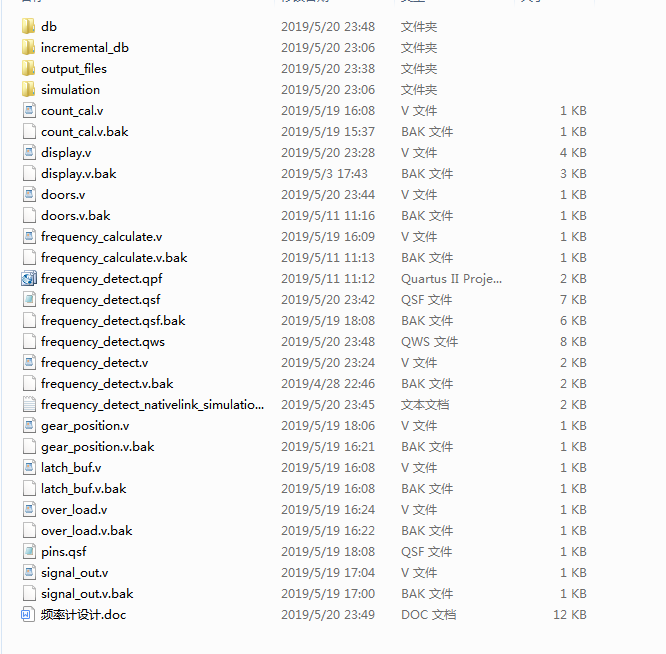 db 2019/5/20 23:48 文件夹
incremental_db 2019/5/20 23:06 文件夹
output_files 2019/5/20 23:38 文件夹
simulation 2019/5/20 23:06 文件夹
count_cal.v 2019/5/19 16:08 V 文件 1 KB
count_cal.v.bak 2019/5/19 15:37 BAK 文件 1 KB
display.v 2019/5/20 23:28 V 文件 4 KB
display.v.bak 2019/5/3 17:43 BAK 文件 3 KB
doors.v 2019/5/20 23:44 V 文件 1 KB
doors.v.bak 2019/5/11 11:16 BAK 文件 1 KB
frequency_calculate.v 2019/5/19 16:09 V 文件 1 KB
frequency_calculate.v.bak 2019/5/11 11:13 BAK 文件 1 KB
frequency_detect.qpf 2019/5/11 11:12 Quartus II Proje... 2 KB
frequency_detect.qsf 2019/5/20 23:42 QSF 文件 7 KB
frequency_detect.qsf.bak 2019/5/19 18:08 BAK 文件 6 KB
frequency_detect.qws 2019/5/20 23:48 QWS 文件 8 KB
frequency_detect.v 2019/5/20 23:24 V 文件 2 KB
frequency_detect.v.bak 2019/4/28 22:46 BAK 文件 2 KB
frequency_detect_nativelink_simulatio... 2019/5/20 23:45 文本文档 2 KB
gear_position.v 2019/5/19 18:06 V 文件 1 KB
gear_position.v.bak 2019/5/19 16:21 BAK 文件 1 KB
latch_buf.v 2019/5/19 16:08 V 文件 1 KB
latch_buf.v.bak 2019/5/19 16:08 BAK 文件 1 KB
over_load.v 2019/5/19 16:24 V 文件 1 KB
over_load.v.bak 2019/5/19 16:22 BAK 文件 1 KB
pins.qsf 2019/5/19 18:08 QSF 文件 1 KB
signal_out.v 2019/5/19 17:04 V 文件 1 KB
signal_out.v.bak 2019/5/19 17:00 BAK 文件 1 KB
频率计设计.doc 2019/5/20 23:49 DOC 文档 12 KB